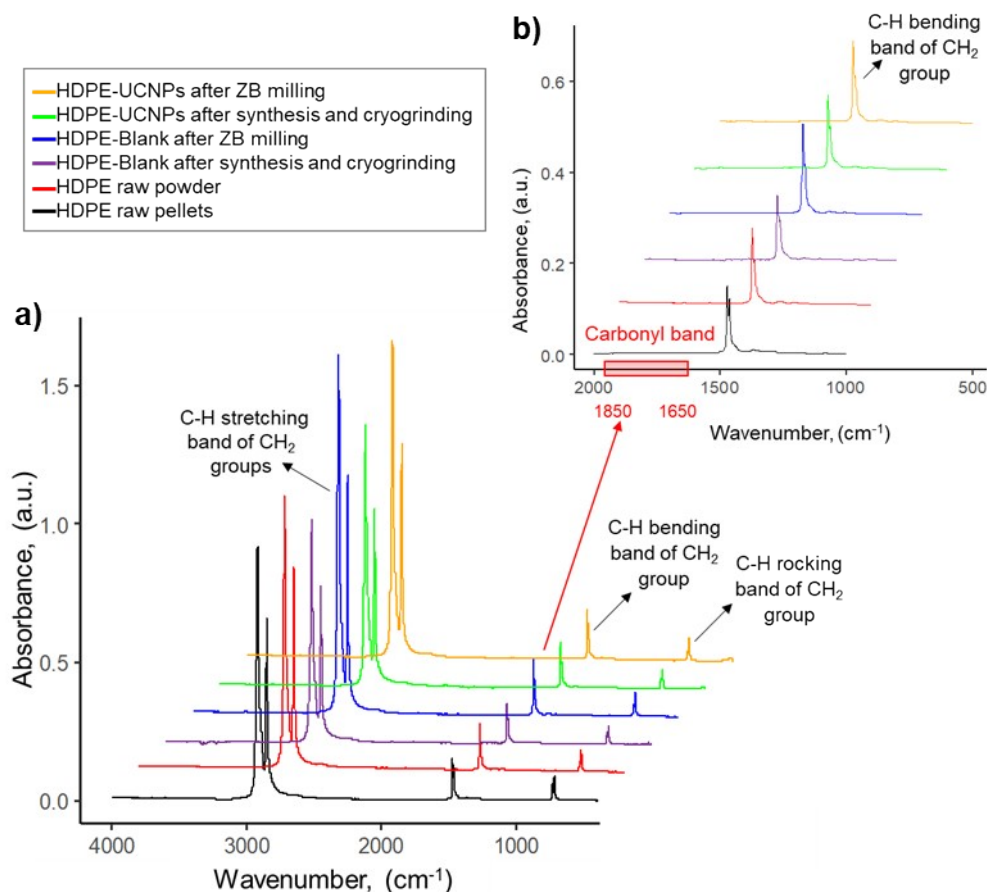 b)
C-H bending
band of CH₂
group
0.6
0.4
0.2
0.0
Absorbance, (a.u.)
Carbonyl band
2000
1500
1000
500
1850
1650
Wavenumber, (cm⁻¹)
HDPE-UCNPs after ZB milling
HDPE-UCNPs after synthesis and cryogrinding
HDPE-Blank after ZB milling
HDPE-Blank after synthesis and cryogrinding
HDPE raw powder
HDPE raw pellets
a)
C-H stretching
band of CH₂
groups
C-H bending
band of CH₂
group
C-H rocking
band of CH₂
group
1.5
1.0
0.5
0.0
Absorbance, (a.u.)
4000
3000
2000
1000
Wavenumber, (cm⁻¹)